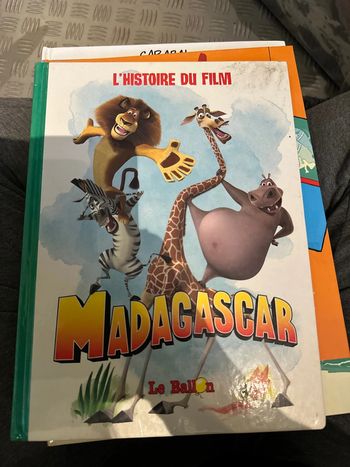 L'HISTOIRE DU FILM
MADAGASCAR
Le Ballon